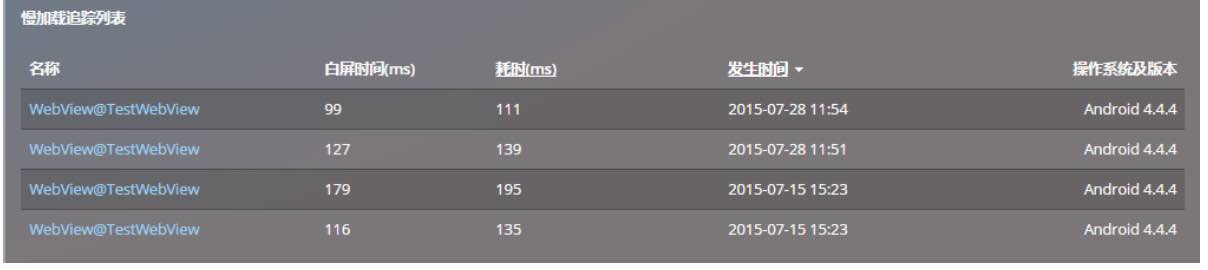 慢加载追踪列表
名称 白屏时间(ms) 耗时(ms) 发生时间 操作系统及版本
WebView@TestWebView 99 111 2015-07-28 11:54 Android 4.4.4
WebView@TestWebView 127 139 2015-07-28 11:51 Android 4.4.4
WebView@TestWebView 179 195 2015-07-15 15:23 Android 4.4.4
WebView@TestWebView 116 135 2015-07-15 15:23 Android 4.4.4